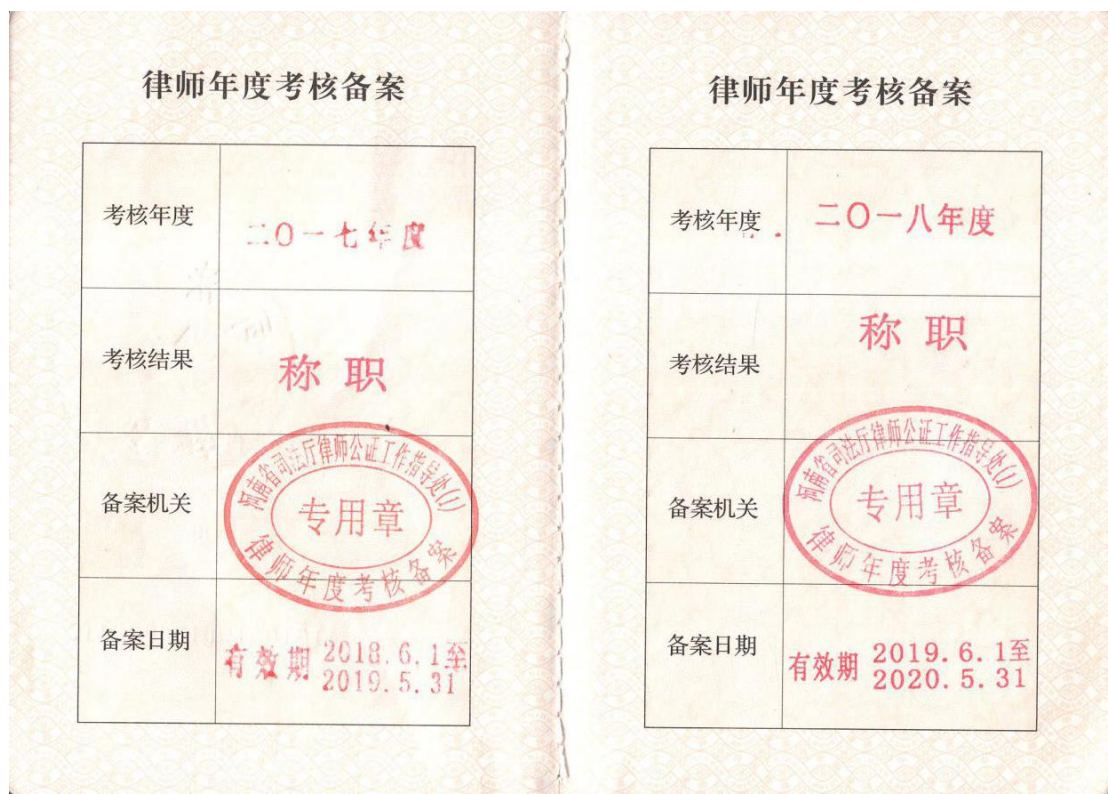 律师年度考核备案
考核年度
二〇一七年度
考核结果
称职
备案机关
河南省司法厅律师公证工作指导处(1)
专用章
律师年度考核备案
备案日期
有效期 2018.6.1至
2019.5.31
律师年度考核备案
考核年度
二〇一八年度
考核结果
称职
备案机关
河南省司法厅律师公证工作指导处(1)
专用章
律师年度考核备案
备案日期
有效期 2019.6.1至
2020.5.31